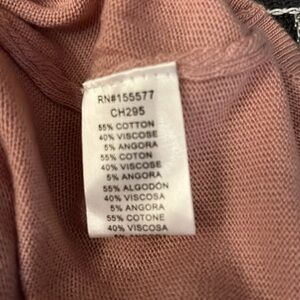 RN#155577
CH295
55% COTTON
40% VISCOSE
5% ANGORA
55% COTON
40% VISCOSE
5% ANGORA
55% ALGODÓN
40% VISCOSA
5% ANGORA
55% COTONE
40% VISCOSA